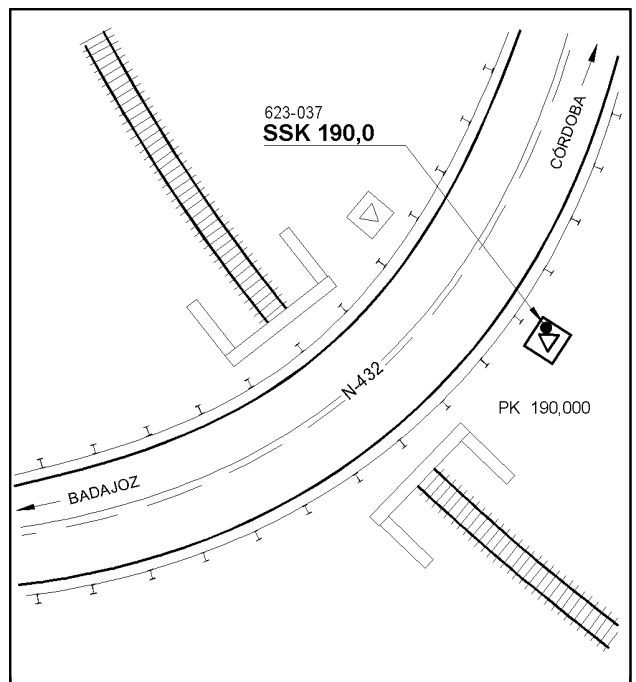 623-037
SSK 190,0
CÓRDOBA
N-432
PK 190,000
BADAJOZ